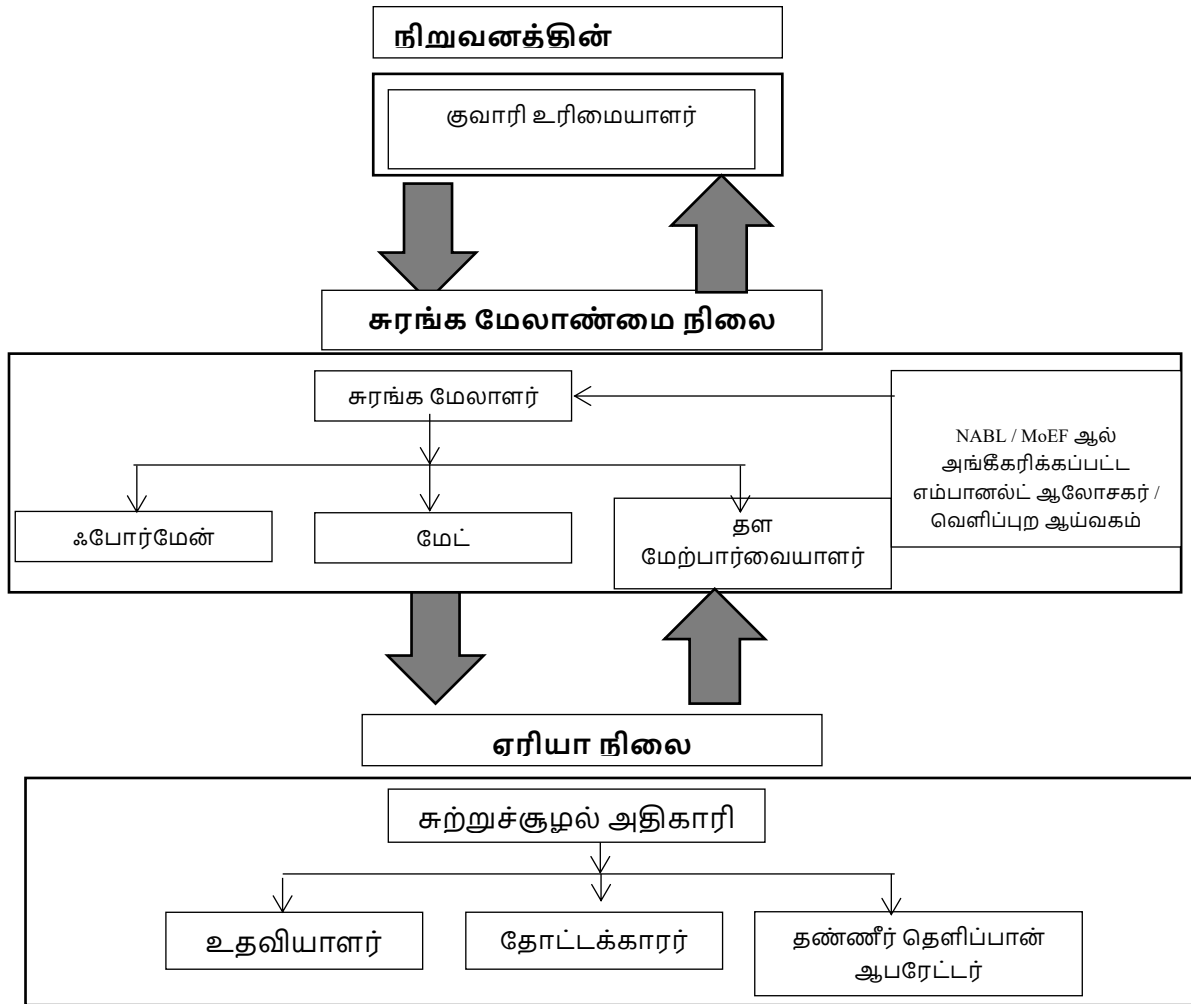 நிறுவனத்தின்
குவாரி உரிமையாளர்
சுரங்க மேலாண்மை நிலை
சுரங்க மேலாளர்
NABL / MoEF ஆல்
அங்கீகரிக்கப்பட்ட
எம்பானல்ட் ஆலோசகர் /
வெளிப்புற ஆய்வகம்
ஃபோர்மேன்
மேட்
தள
மேற்பார்வையாளர்
ஏரியா நிலை
சுற்றுச்சூழல் அதிகாரி
உதவியாளர்
தோட்டக்காரர்
தண்ணீர் தெளிப்பான்
ஆபரேட்டர்